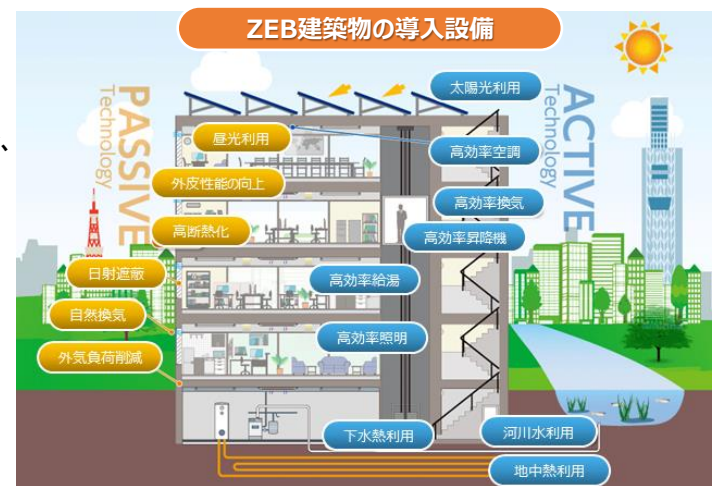 ZEB建築物の導入設備
、
PASSIVE
Technology
ACTIVE
Technology
太陽光利用
昼光利用
高効率空調
外皮性能の向上
高効率換気
高断熱化
高効率昇降機
日射遮蔽
高効率給湯
自然換気
高効率照明
外気負荷削減
下水熱利用
河川水利用
地中熱利用